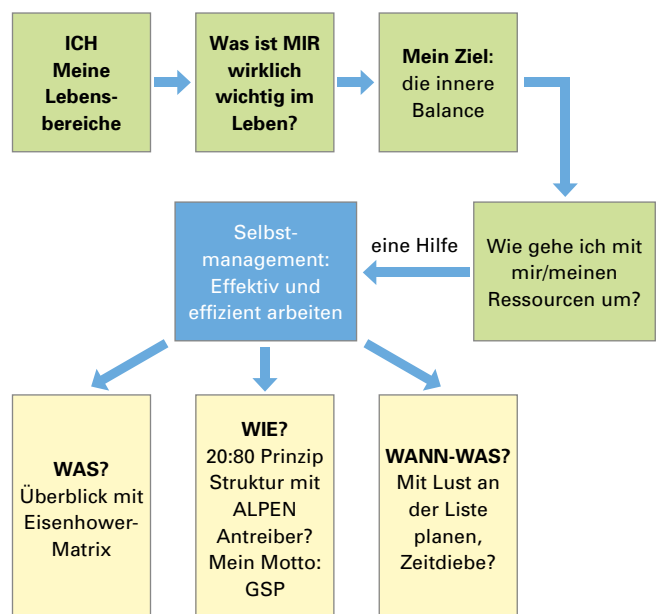 ICH
Meine
Lebens-
bereiche
Was ist MIR
wirklich
wichtig im
Leben?
Mein Ziel:
die innere
Balance
Selbst-
management:
Effektiv und
effizient arbeiten
eine Hilfe
Wie gehe ich mit
mir/meinen
Ressourcen um?
WAS?
Überblick mit
Eisenhower-
Matrix
WIE?
20:80 Prinzip
Struktur mit
ALPEN
Antreiber?
Mein Motto:
GSP
WANN-WAS?
Mit Lust an
der Liste
planen,
Zeitdiebe?